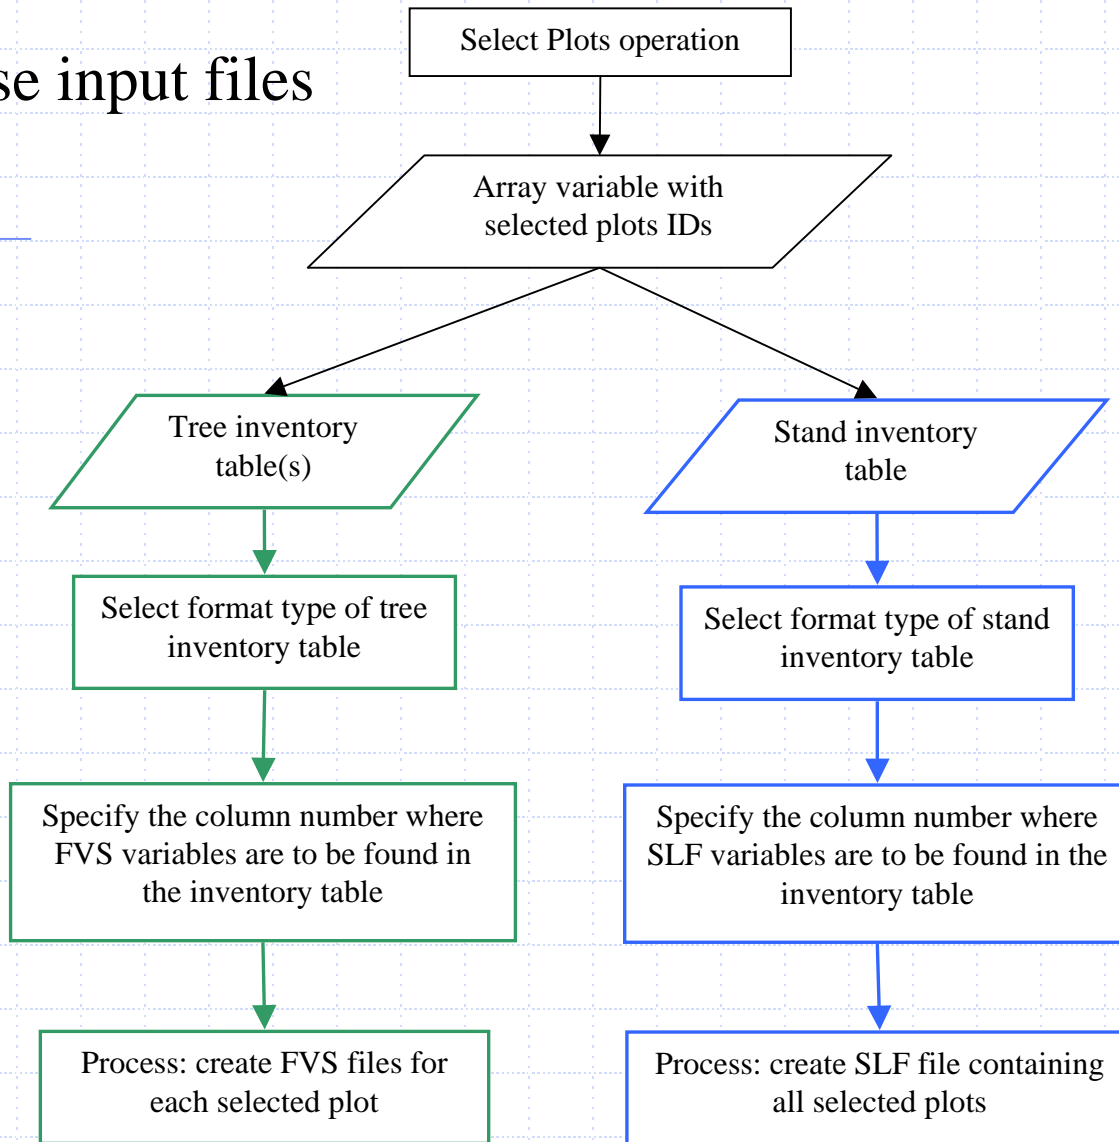 Select Plots operation
se input files
Array variable with
selected plots IDs
Tree inventory
table(s)
Stand inventory
table
Select format type of tree
inventory table
Select format type of stand
inventory table
Specify the column number where
FVS variables are to be found in
the inventory table
Specify the column number where
SLF variables are to be found in the
inventory table
Process: create FVS files for
each selected plot
Process: create SLF file containing
all selected plots